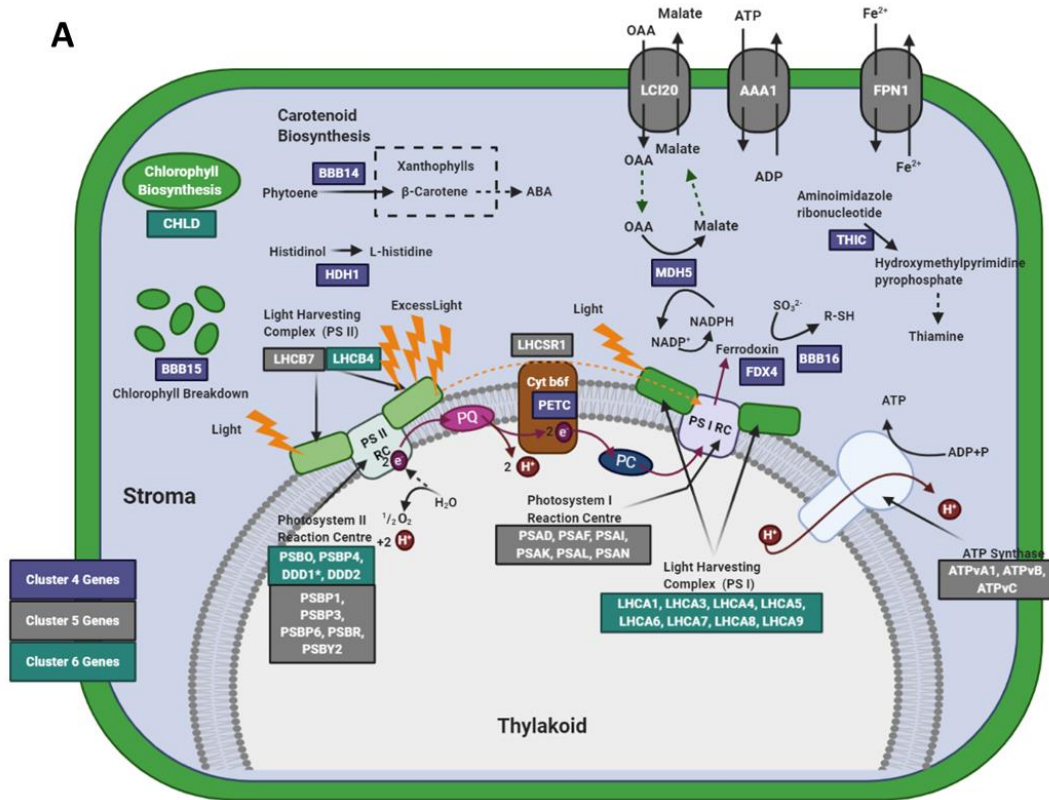 A
Malate
OAA
ATP
Fe²⁺
LCI20
AAA1
FPN1
OAA
Malate
ADP
Fe²⁺
Carotenoid
Biosynthesis
BBB14
Xanthophylls
Phytoene
β-Carotene
ABA
Chlorophyll
Biosynthesis
CHLD
OAA
Malate
MDH5
Aminoimidazole
ribonucleotide
THIC
Hydroxymethylpyrimidine
pyrophosphate
Thiamine
Histidinol
L-histidine
HDH1
BBB15
Chlorophyll Breakdown
Light Harvesting
Complex (PS II)
LHCB7
LHCB4
ExcessLight
Light
NADPH
NADP⁺
SO₃²⁻
R-SH
BBB16
Ferrodoxin
FDX4
LHCSR1
Cyt b6f
PETC
2 e⁻
PQ
2 H⁺
PC
PS I RC
Light
PS II
RC
2 e⁻
H₂O
¹/₂ O₂
+2 H⁺
ATP
ADP+P
H⁺
H⁺
Stroma
Photosystem II
Reaction Centre
PSBO, PSBP4,
DDD1*, DDD2
PSBP1,
PSBP3,
PSBP6, PSBR,
PSBY2
Photosystem I
Reaction Centre
PSAD, PSAF, PSAI,
PSAK, PSAL, PSAN
Light Harvesting
Complex (PS I)
LHCA1, LHCA3, LHCA4, LHCA5,
LHCA6, LHCA7, LHCA8, LHCA9
ATP Synthase
ATPvA1, ATPvB,
ATPvC
Cluster 4 Genes
Cluster 5 Genes
Cluster 6 Genes
Thylakoid